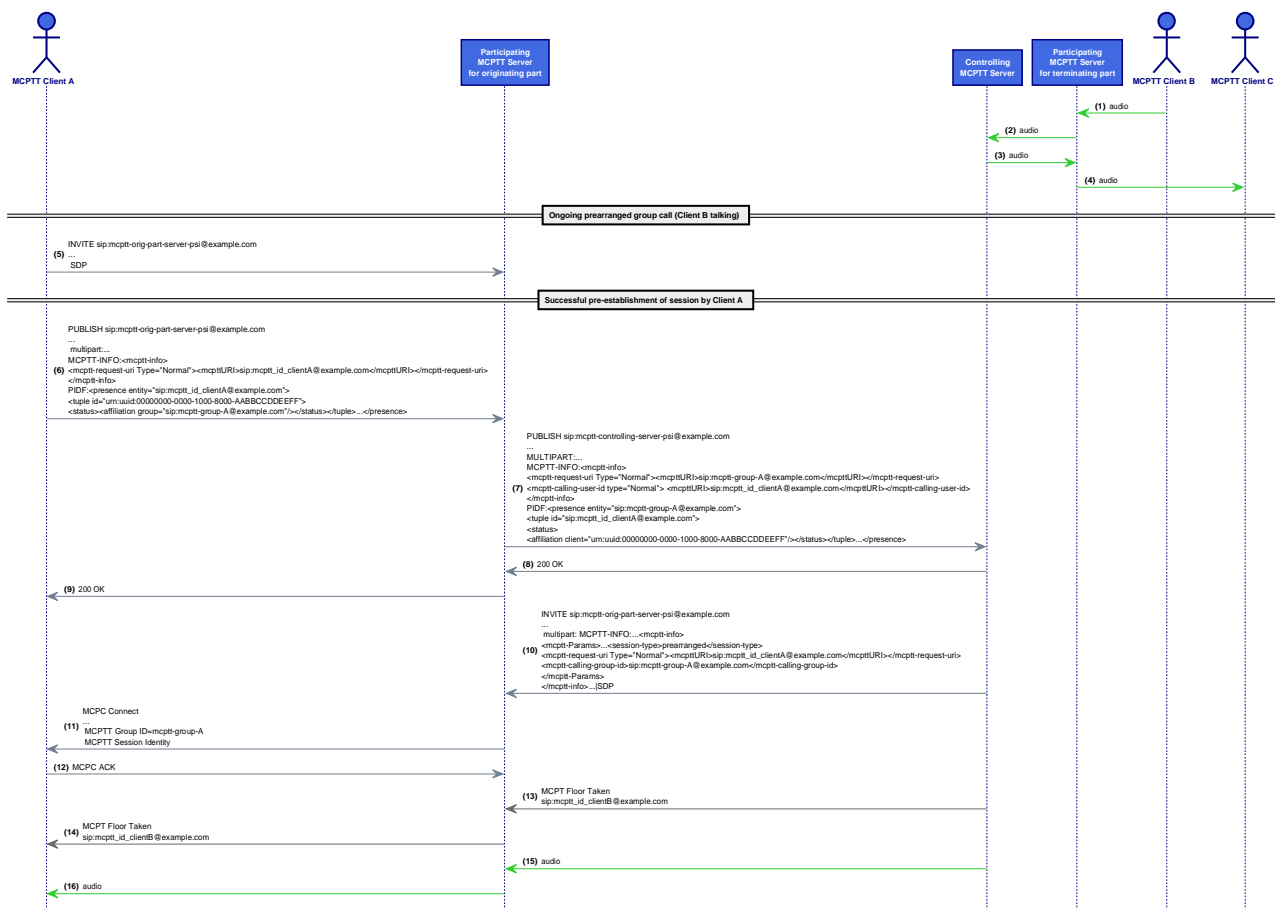 MCPTT Client A
Participating
MCPTT Server
for originating part
Controlling
MCPTT Server
Participating
MCPTT Server
for terminating part
MCPTT Client B
MCPTT Client C
(1) audio
(2) audio
(3) audio
(4) audio
Ongoing prearranged group call (Client B talking)
INVITE sip:mcptt-orig-part-server-psi@example.com
(5) ...
SDP
Successful pre-establishment of session by Client A
PUBLISH sip:mcptt-orig-part-server-psi@example.com
...
multipart:...
MCPTT-INFO:<mcptt-info>
(6) <mcptt-request-uri Type="Normal"><mcpttURI>sip:mcptt_id_clientA@example.com</mcpttURI></mcptt-request-uri>
</mcptt-info>
PIDF:<presence entity="sip:mcptt_id_clientA@example.com">
<tuple id="urn:uuid:00000000-0000-1000-8000-AABBCCDDEEFF">
<status><affiliation group="sip:mcptt-group-A@example.com"/></status></tuple>...</presence>
PUBLISH sip:mcptt-controlling-server-psi@example.com
...
MULTIPART:...
MCPTT-INFO:<mcptt-info>
<mcptt-request-uri Type="Normal"><mcpttURI>sip:mcptt-group-A@example.com</mcpttURI></mcptt-request-uri>
(7) <mcptt-calling-user-id type="Normal"> <mcpttURI>sip:mcptt_id_clientA@example.com</mcpttURI></mcptt-calling-user-id>
</mcptt-info>
PIDF:<presence entity="sip:mcptt-group-A@example.com">
<tuple id="sip:mcptt_id_clientA@example.com">
<status>
<affiliation client="urn:uuid:00000000-0000-1000-8000-AABBCCDDEEFF"/></status></tuple>...</presence>
(8) 200 OK
(9) 200 OK
INVITE sip:mcptt-orig-part-server-psi@example.com
...
multipart: MCPTT-INFO:...<mcptt-info>
<mcptt-Params>...<session-type>prearranged</session-type>
(10) <mcptt-request-uri Type="Normal"><mcpttURI>sip:mcptt_id_clientA@example.com</mcpttURI></mcptt-request-uri>
<mcptt-calling-group-id>sip:mcptt-group-A@example.com</mcptt-calling-group-id>
</mcptt-Params>
</mcptt-info>...|SDP
MCPC Connect
(11) ...
MCPTT Group ID=mcptt-group-A
MCPTT Session Identity
(12) MCPC ACK
(13) MCPT Floor Taken
sip:mcptt_id_clientB@example.com
(14) MCPT Floor Taken
sip:mcptt_id_clientB@example.com
(15) audio
(16) audio